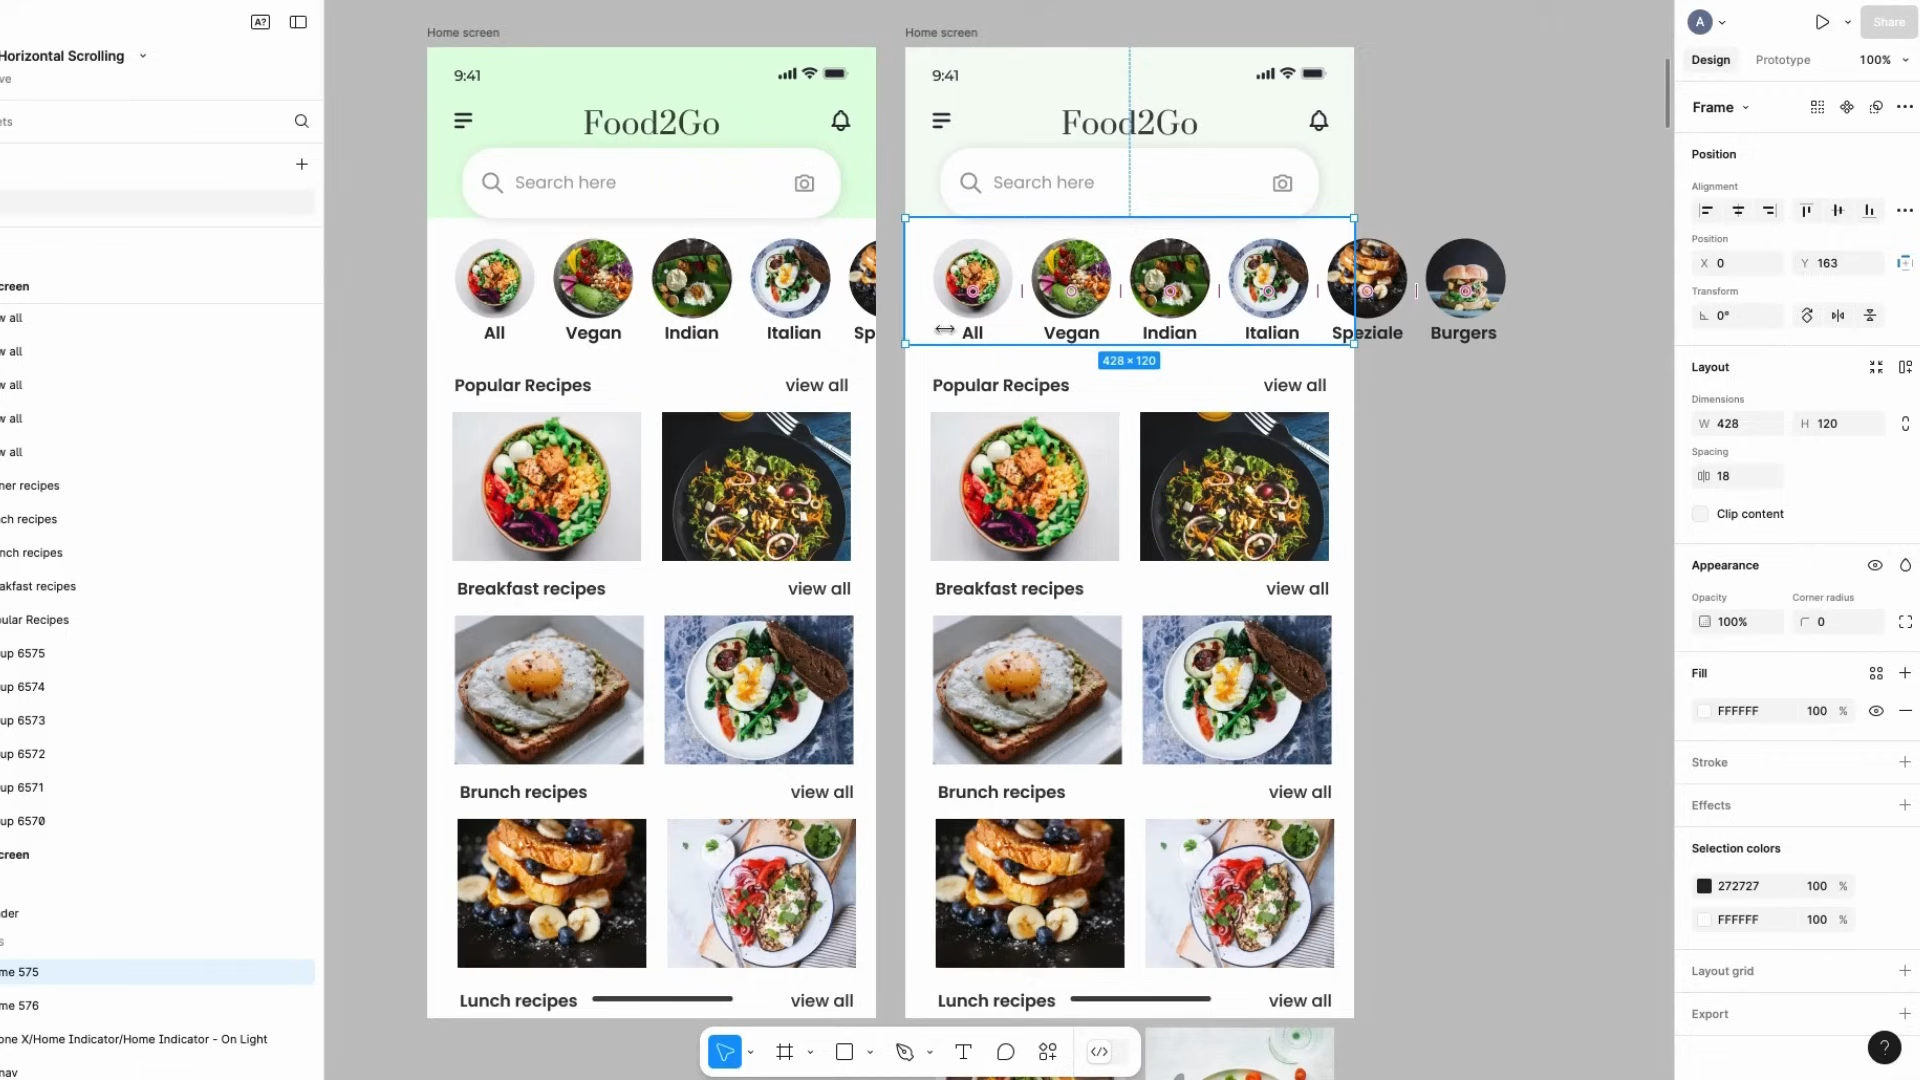 A?
Horizontal Scrolling
ve
ets
screen
w all
w all
w all
w all
w all
ner recipes
ch recipes
nch recipes
akfast recipes
pular Recipes
up 6575
up 6574
up 6573
up 6572
up 6571
up 6570
creen
der
s
me 575
me 576
one X/Home Indicator/Home Indicator - On Light
nav
Home screen
9:41
Food2Go
Search here
All Vegan Indian Italian Sp
Popular Recipes view all
Breakfast recipes view all
Brunch recipes view all
Lunch recipes view all
Home screen
9:41
Food2Go
Search here
All Vegan Indian Italian Speziale Burgers
428 × 120
Popular Recipes view all
Breakfast recipes view all
Brunch recipes view all
Lunch recipes view all
A Share
Design Prototype 100%
Frame
Position
Alignment
Position
X 0 Y 163
Transform
0°
Layout
Dimensions
W 428 H 120
Spacing
18
Clip content
Appearance
Opacity Corner radius
100% 0
Fill
FFFFFF 100 %
Stroke
Effects
Selection colors
272727 100 %
FFFFFF 100 %
Layout grid
Export
?